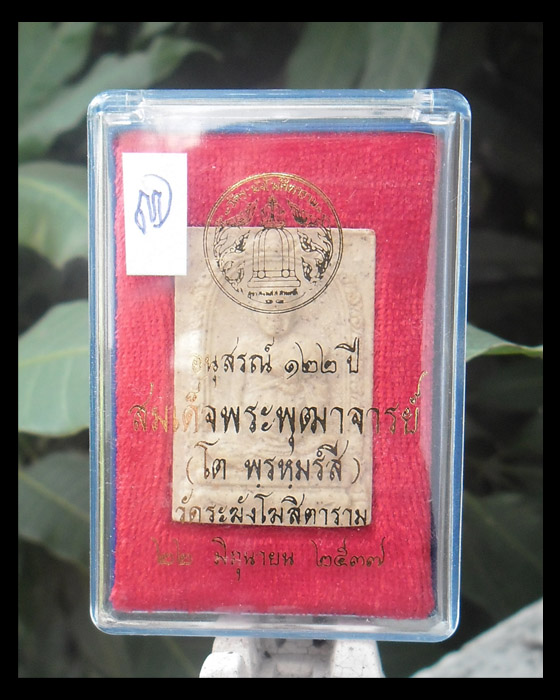 อนุสรณ์ ๑๒๒ ปี
สมเด็จพระพุฒาจารย์
(โต พรหมรํสี)
วัดระฆังโฆสิตาราม
๒๒ มิถุนายน ๒๕๓๗